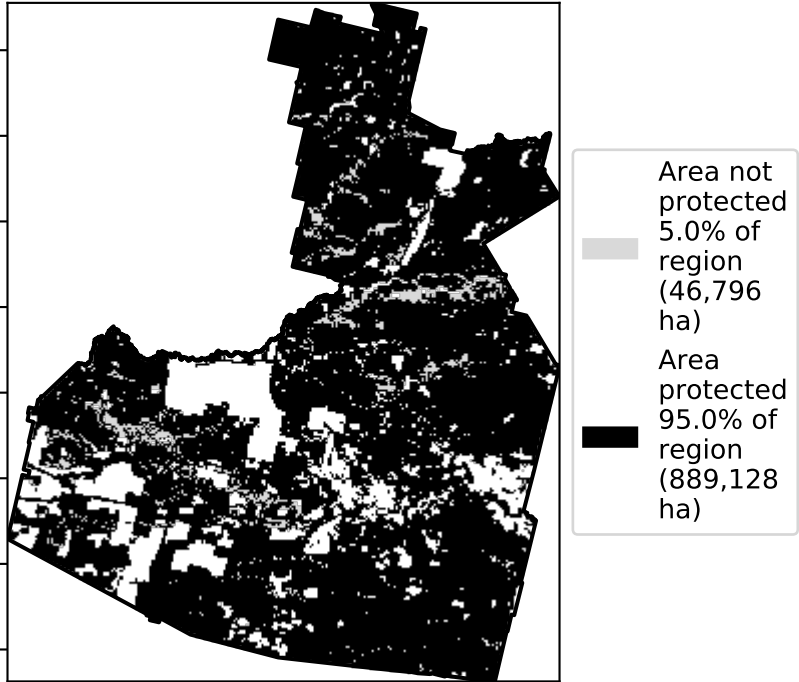 Area not
protected
5.0% of
region
(46,796
ha)
Area
protected
95.0% of
region
(889,128
ha)